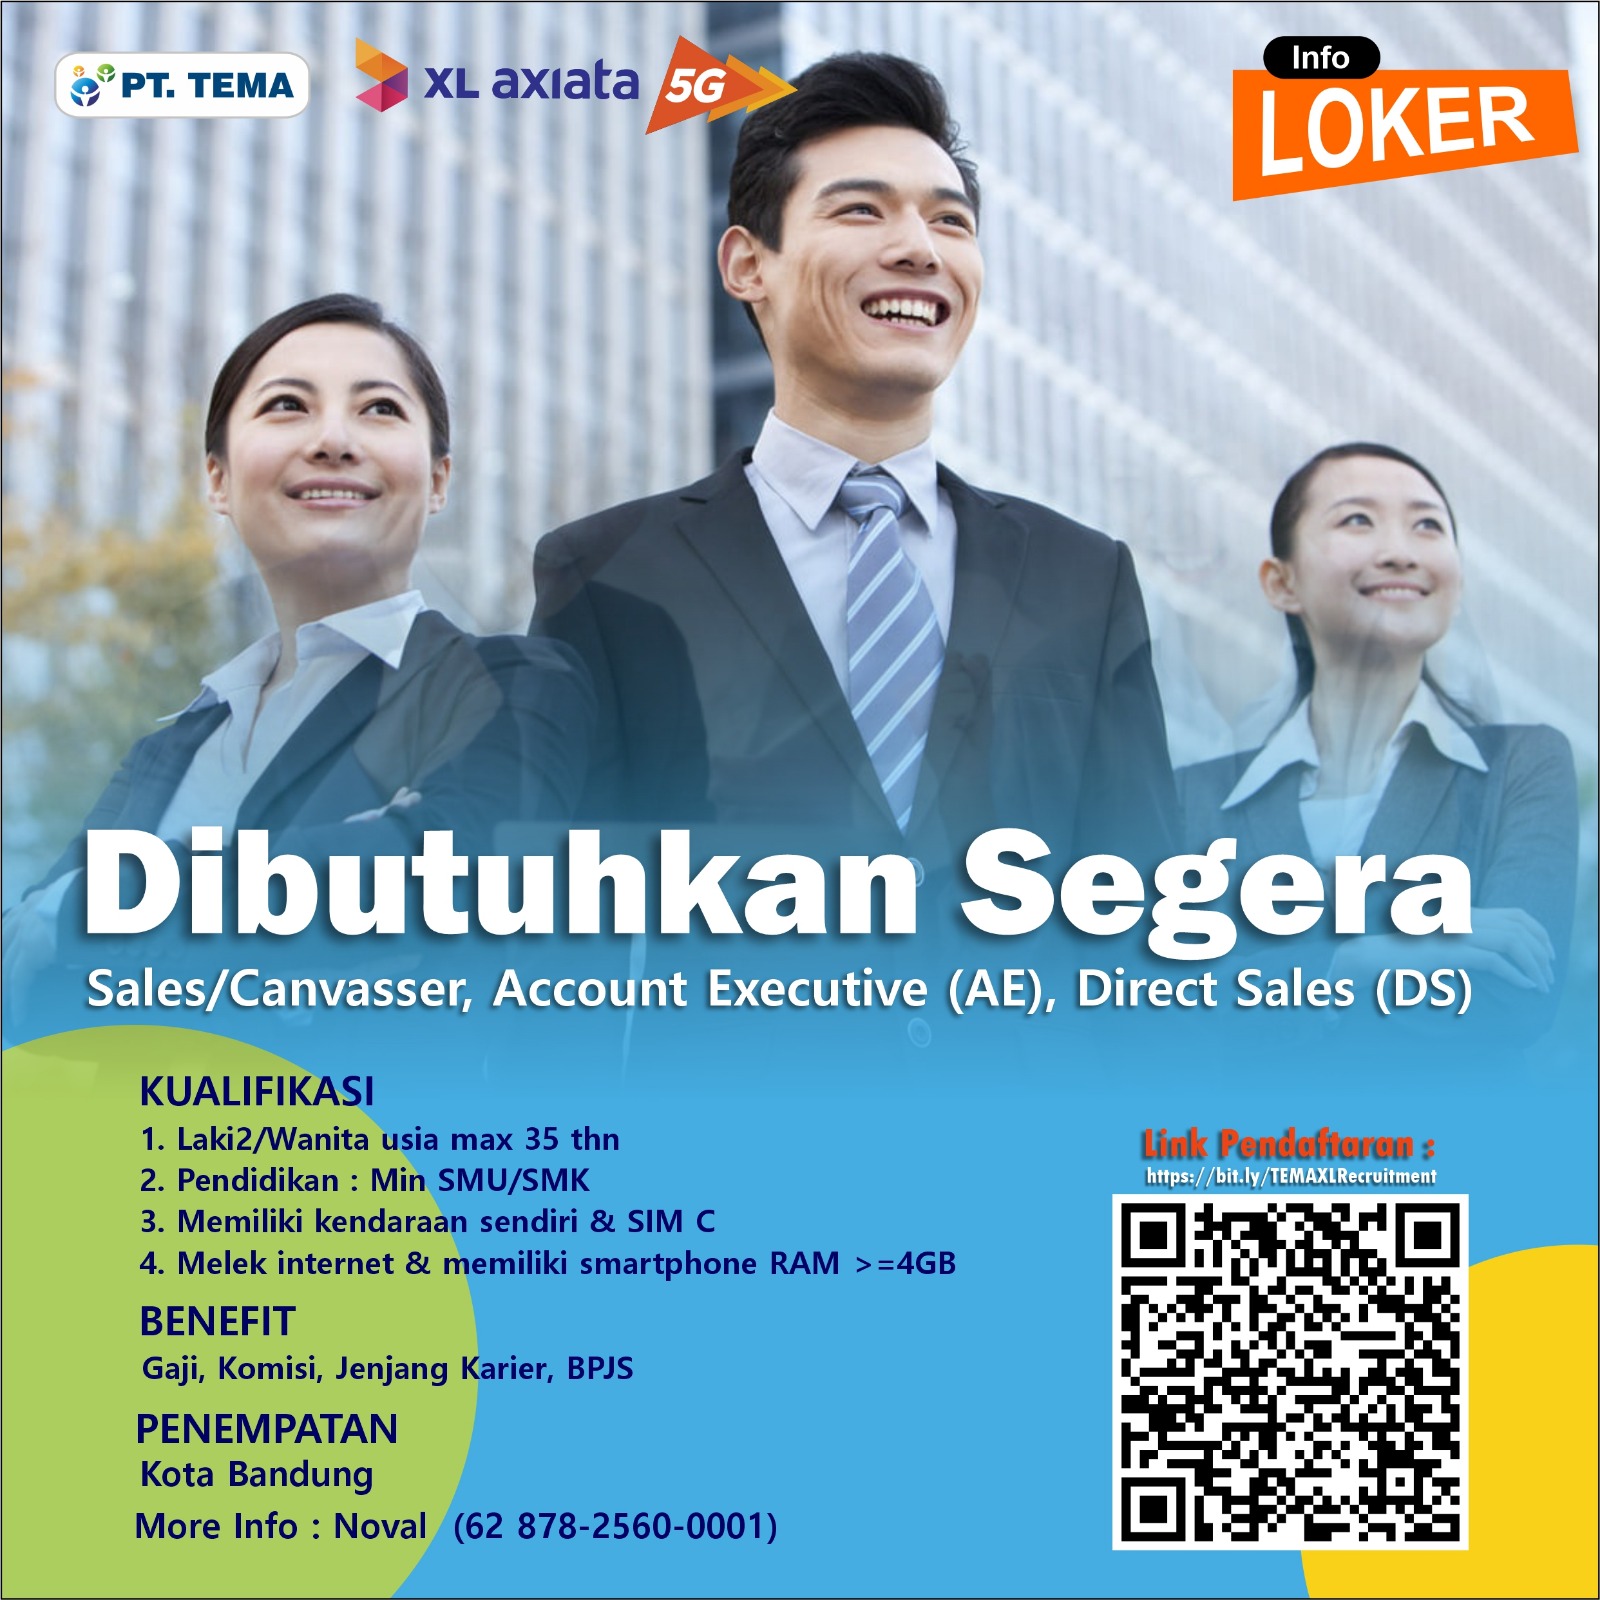 PT. TEMA
XL axiata 5G
Info
LOKER
Dibutuhkan Segera
Sales/Canvasser, Account Executive (AE), Direct Sales (DS)
KUALIFIKASI
1. Laki2/Wanita usia max 35 thn
2. Pendidikan : Min SMU/SMK
3. Memiliki kendaraan sendiri & SIM C
4. Melek internet & memiliki smartphone RAM >=4GB
BENEFIT
Gaji, Komisi, Jenjang Karier, BPJS
PENEMPATAN
Kota Bandung
More Info : Noval (62 878-2560-0001)
Link Pendaftaran :
https://bit.ly/TEMAXLRecruitment